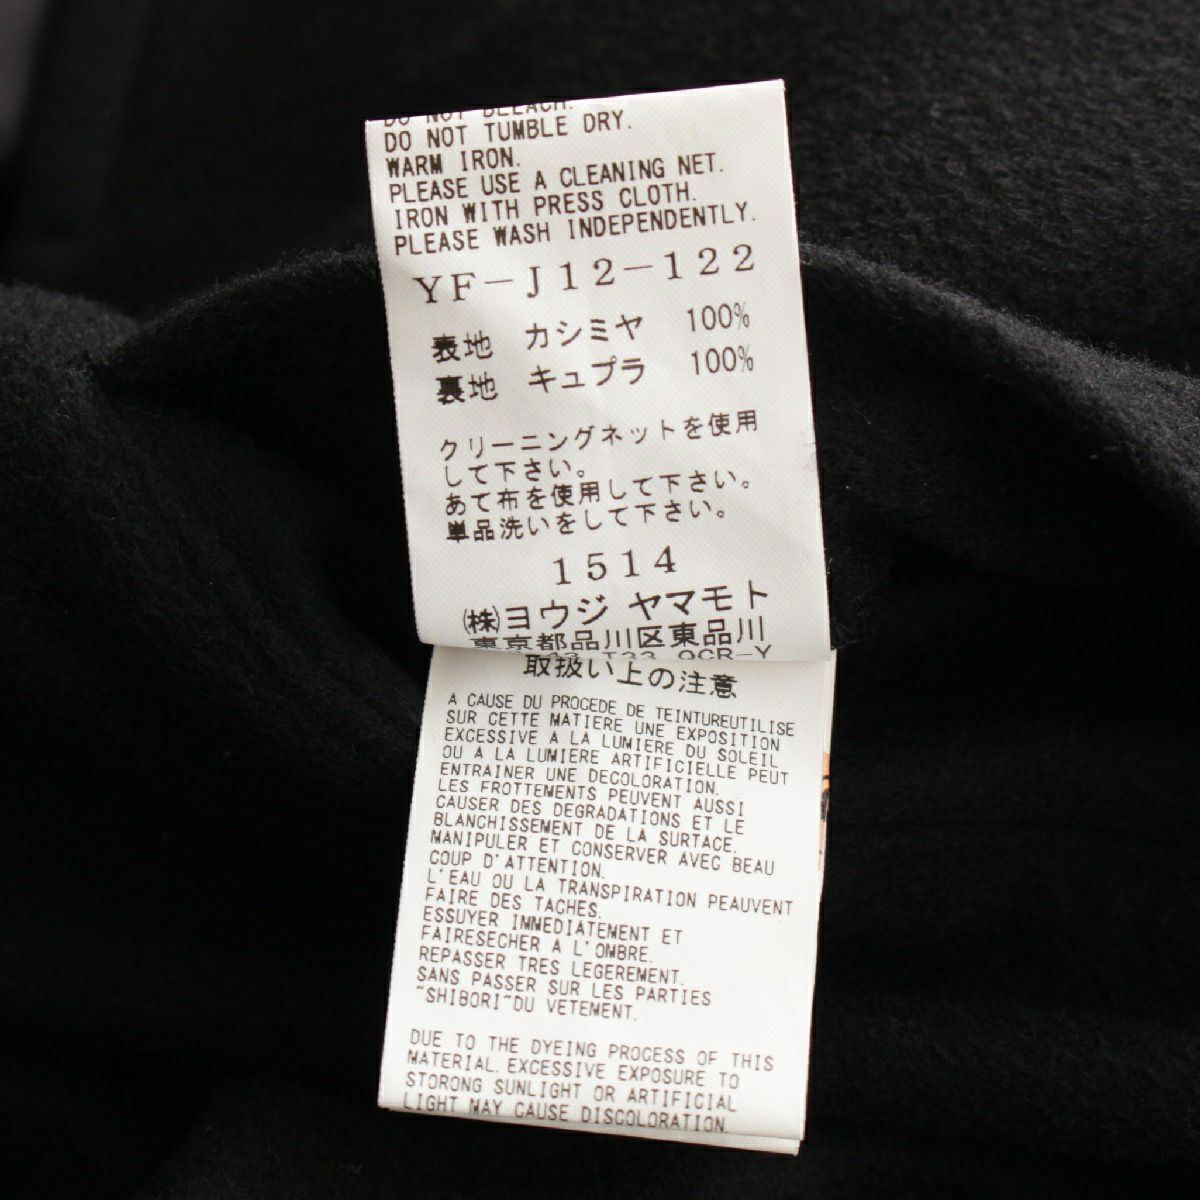 DO NOT BLEACH.
DO NOT TUMBLE DRY.
WARM IRON.
PLEASE USE A CLEANING NET.
IRON WITH PRESS CLOTH.
PLEASE WASH INDEPENDENTLY.
YF-J12-122
表地 カシミヤ 100%
裏地 キュプラ 100%
クリーニングネットを使用
して下さい。
あて布を使用して下さい。
単品洗いをして下さい。
1514
㈱ヨウジ ヤマモト
東京都品川区東品川
T33 QCR-Y
取扱い上の注意
A CAUSE DU PROCEDE DE TEINTUREUTILISE
SUR CETTE MATIERE UNE EXPOSITION
EXCESSIVE A LA LUMIERE DU SOLEIL
OU A LA LUMIERE ARTIFICIELLE PEUT
ENTRAINER UNE DECOLORATION.
LES FROTTEMENTS PEUVENT AUSSI
CAUSER DES DEGRADATIONS ET LE
BLANCHISSEMENT DE LA SURFACE.
MANIPULER ET CONSERVER AVEC BEAU
COUP D'ATTENTION.
L'EAU OU LA TRANSPIRATION PEAUVENT
FAIRE DES TACHES.
ESSUYER IMMEDIATEMENT ET
FAIRESECHER A L'OMBRE.
REPASSER TRES LEGEREMENT.
SANS PASSER SUR LES PARTIES
"SHIBORI"DU VETEMENT.
DUE TO THE DYEING PROCESS OF THIS
MATERIAL. EXCESSIVE EXPOSURE TO
STORONG SUNLIGHT OR ARTIFICIAL
LIGHT MAY CAUSE DISCOLORATION.